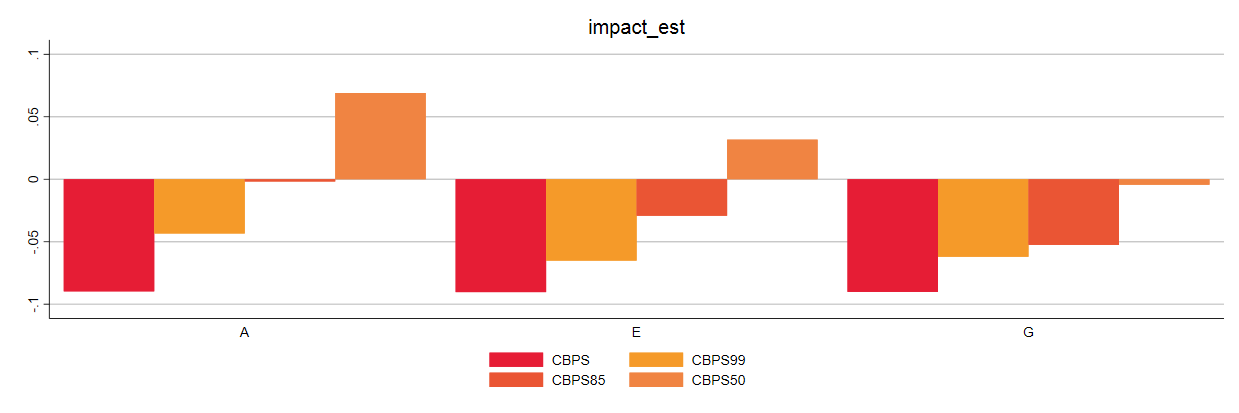 impact_est
.1
.05
0
-.05
-.1
A E G
CBPS CBPS99
CBPS85 CBPS50